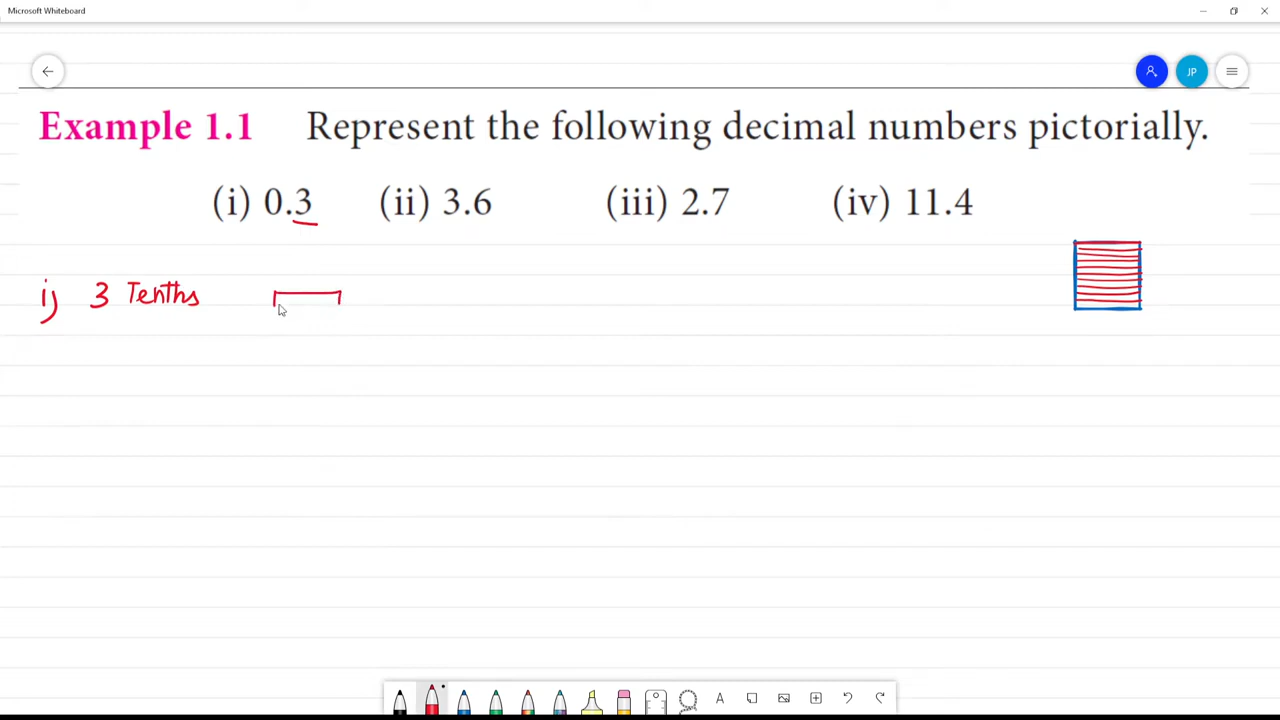 Microsoft Whiteboard
JP
Example 1.1 Represent the following decimal numbers pictorially.
(i) 0.3 (ii) 3.6 (iii) 2.7 (iv) 11.4
i) 3 Tenths
A